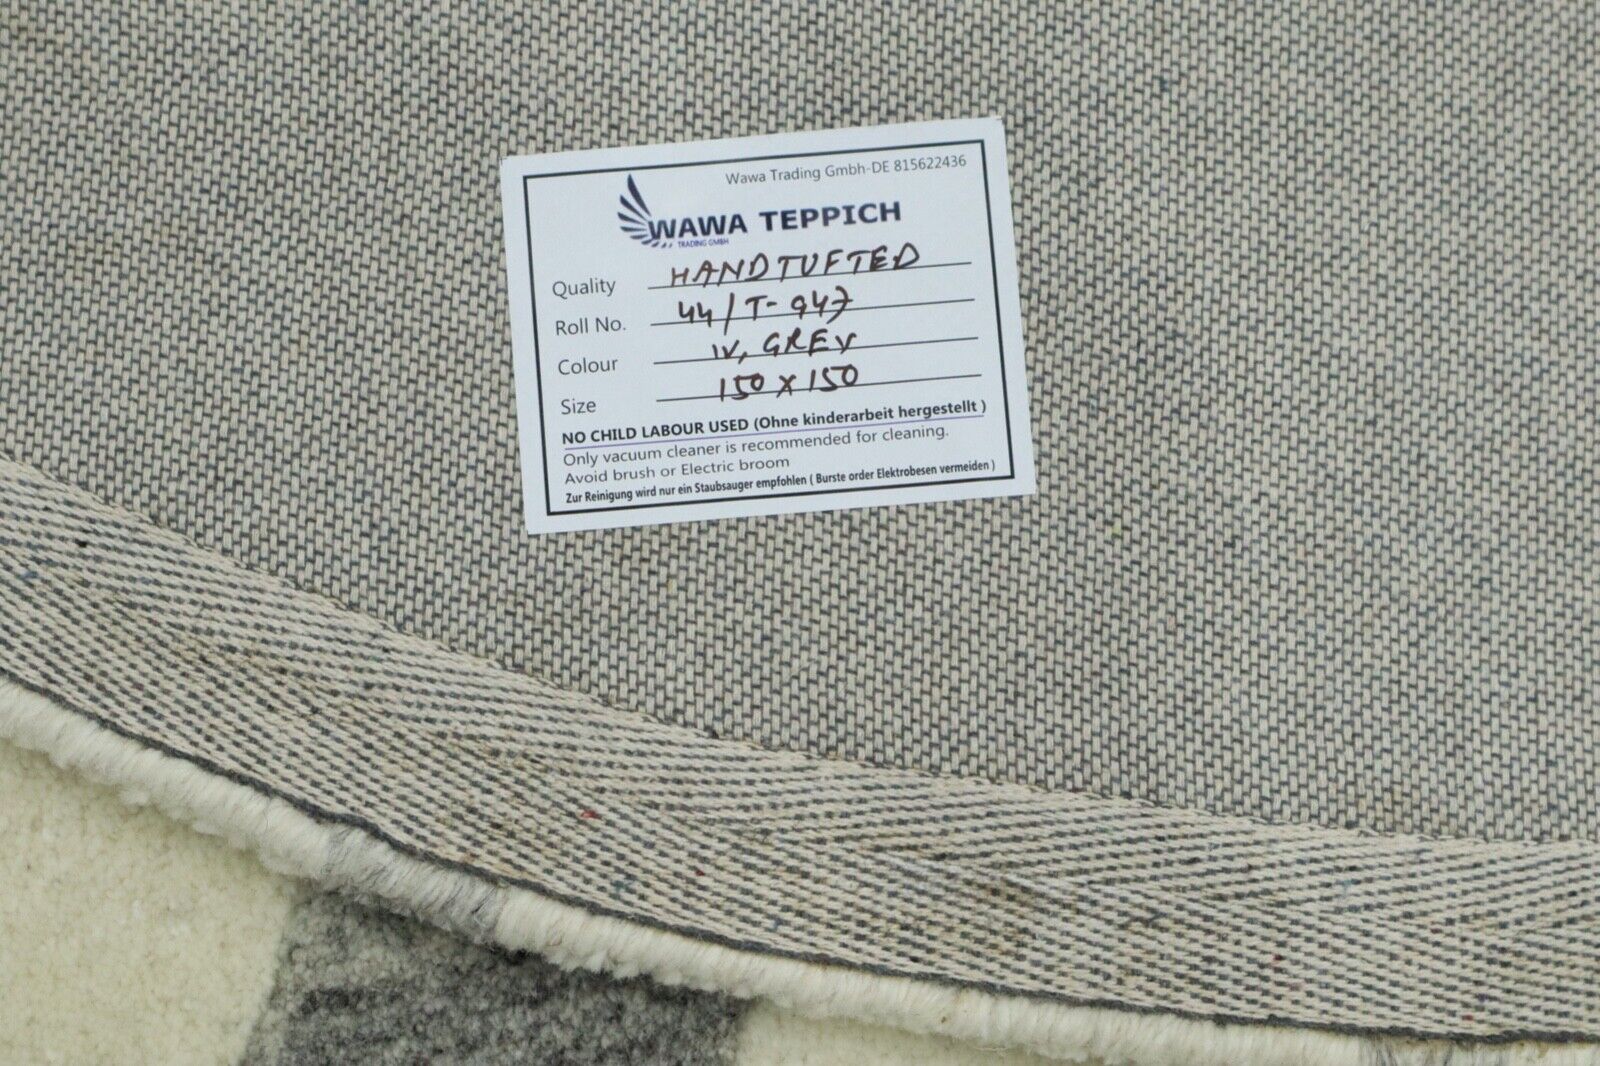 Wawa Trading Gmbh-DE 815622436
WAWA TEPPICH
TRADING GMBH
Quality HANDTUFTED
Roll No. 44/T-947
Colour IV, GREY
Size 150 x 150
NO CHILD LABOUR USED (Ohne kinderarbeit hergestellt )
Only vacuum cleaner is recommended for cleaning.
Avoid brush or Electric broom
Zur Reinigung wird nur ein Staubsauger empfohlen ( Burste order Elektrobesen vermeiden )